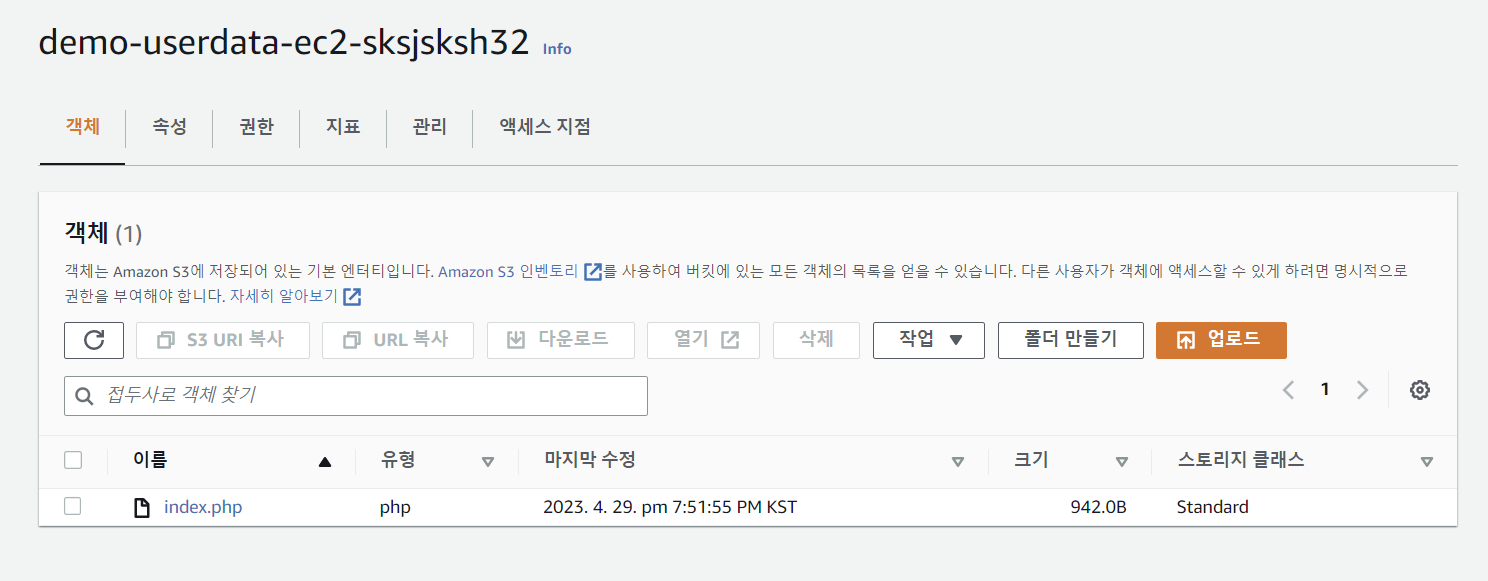 demo-userdata-ec2-sksjsksh32 Info
객체 속성 권한 지표 관리 액세스 지점
객체 (1)
객체는 Amazon S3에 저장되어 있는 기본 엔터티입니다. Amazon S3 인벤토리 를 사용하여 버킷에 있는 모든 객체의 목록을 얻을 수 있습니다. 다른 사용자가 객체에 액세스할 수 있게 하려면 명시적으로
권한을 부여해야 합니다. 자세히 알아보기
S3 URI 복사 URL 복사 다운로드 열기 삭제 작업 폴더 만들기 업로드
접두사로 객체 찾기 1
이름 유형 마지막 수정 크기 스토리지 클래스
index.php php 2023. 4. 29. pm 7:51:55 PM KST 942.0B Standard